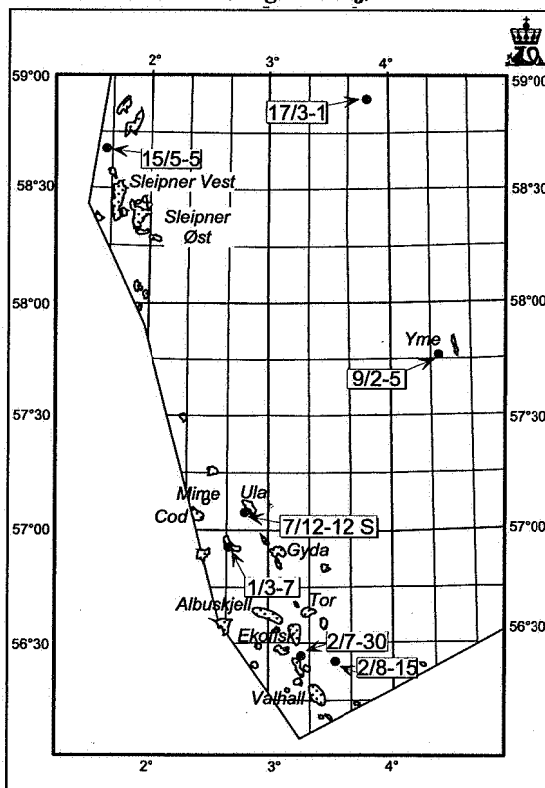 2° 3° 4°
59°00 59°00
17/3-1
15/5-5
Sleipner Vest
58°30 58°30
Sleipner
Øst
58°00 58°00
Yme
9/2-5
57°30 57°30
Mime Ula
Cod
7/12-12 S
57°00 57°00
Gyda
1/3-7
Albuskjell Tor
Ekofisk 2/7-30
56°30 56°30
2/8-15
Valhall
2° 3° 4°